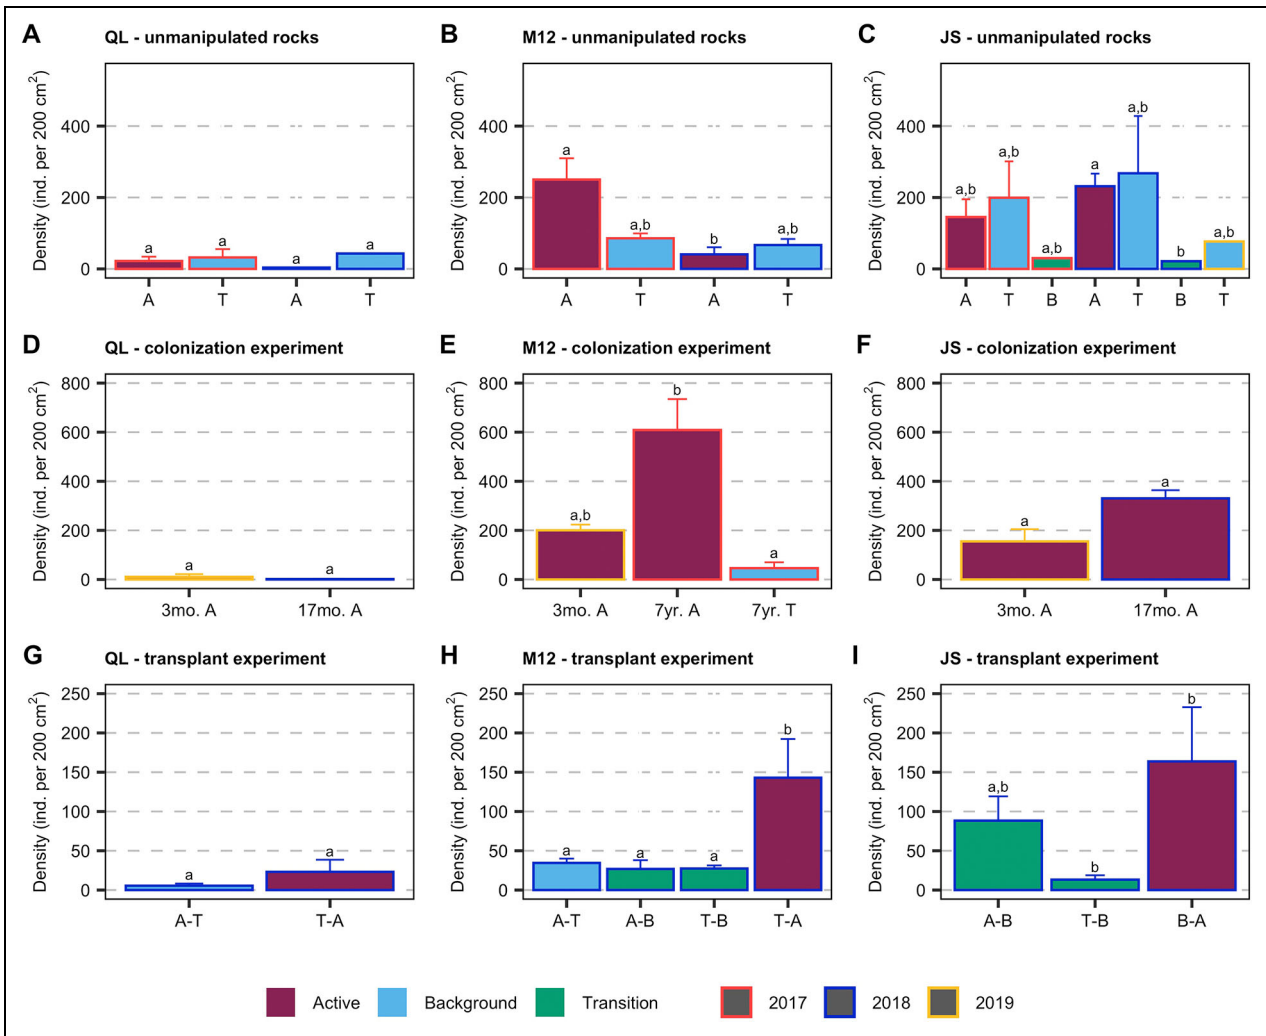 A QL - unmanipulated rocks
B M12 - unmanipulated rocks
C JS - unmanipulated rocks
Density (ind. per 200 cm²)
400
200
0
a a a a
A T A T
Density (ind. per 200 cm²)
400
200
0
a a,b b a,b
A T A T
Density (ind. per 200 cm²)
400
200
0
a,b a,b a,b a a,b b a,b
A T B A T B T
D QL - colonization experiment
E M12 - colonization experiment
F JS - colonization experiment
Density (ind. per 200 cm²)
800
600
400
200
0
a a
3mo. A 17mo. A
Density (ind. per 200 cm²)
800
600
400
200
0
a,b b a
3mo. A 7yr. A 7yr. T
Density (ind. per 200 cm²)
800
600
400
200
0
a a
3mo. A 17mo. A
G QL - transplant experiment
H M12 - transplant experiment
I JS - transplant experiment
Density (ind. per 200 cm²)
250
200
150
100
50
0
a a
A-T T-A
Density (ind. per 200 cm²)
250
200
150
100
50
0
a a a b
A-T A-B T-B T-A
Density (ind. per 200 cm²)
250
200
150
100
50
0
a,b b b
A-B T-B B-A
Active Background Transition 2017 2018 2019